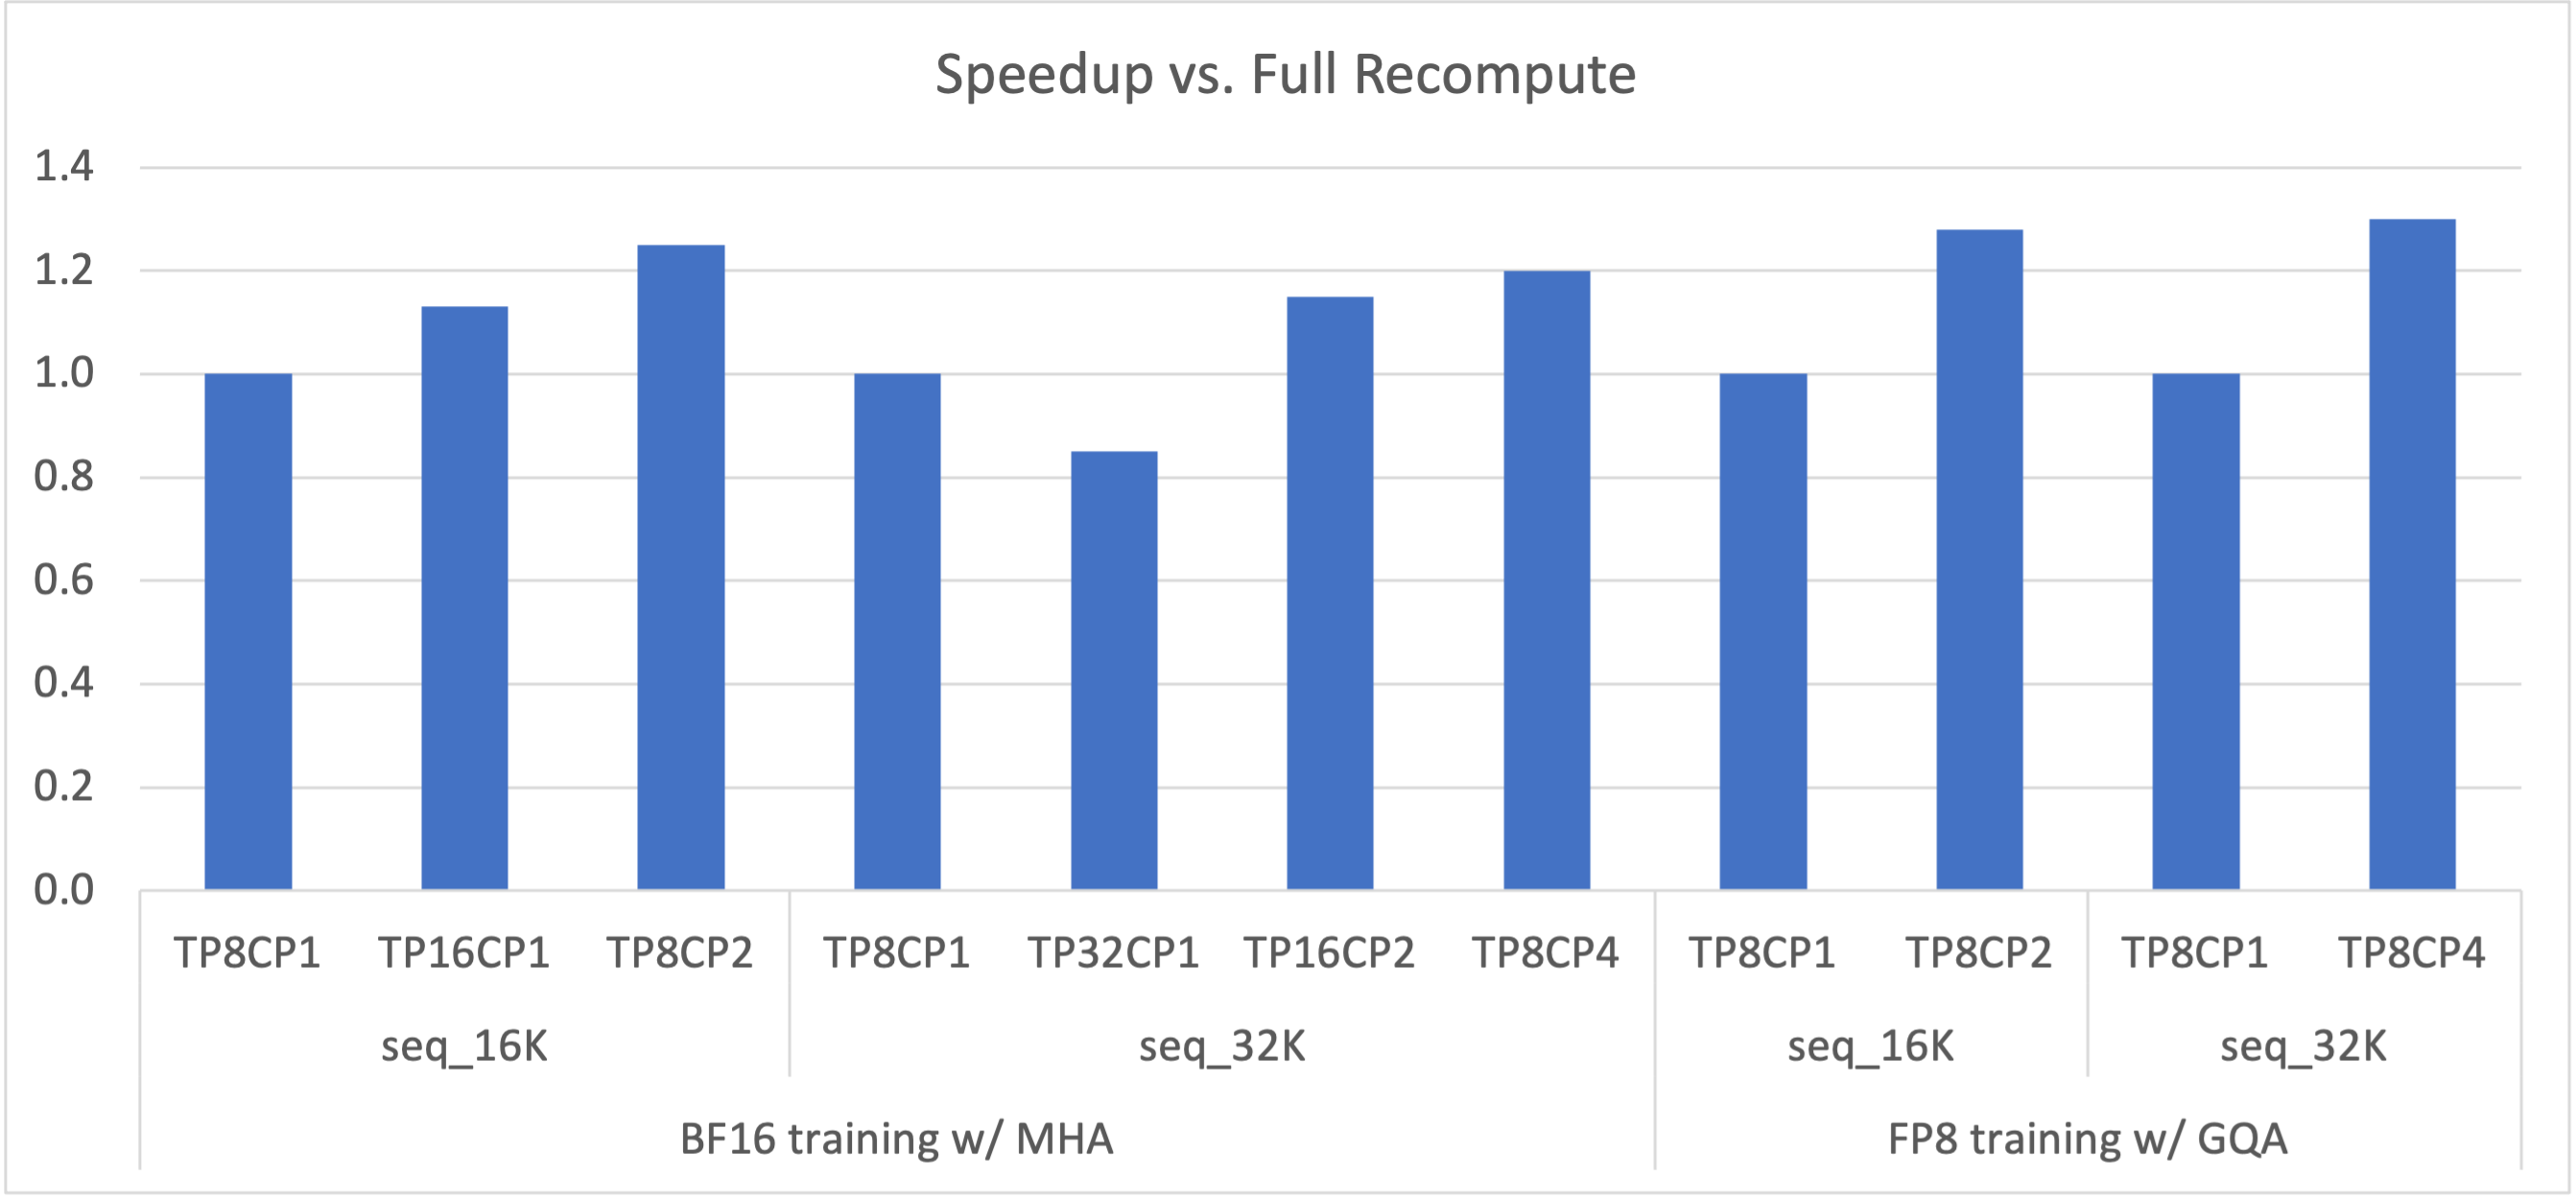 Speedup vs. Full Recompute
1.4
1.2
1.0
0.8
0.6
0.4
0.2
0.0
TP8CP1 TP16CP1 TP8CP2 TP8CP1 TP32CP1 TP16CP2 TP8CP4 TP8CP1 TP8CP2 TP8CP1 TP8CP4
seq_16K seq_32K seq_16K seq_32K
BF16 training w/ MHA FP8 training w/ GQA